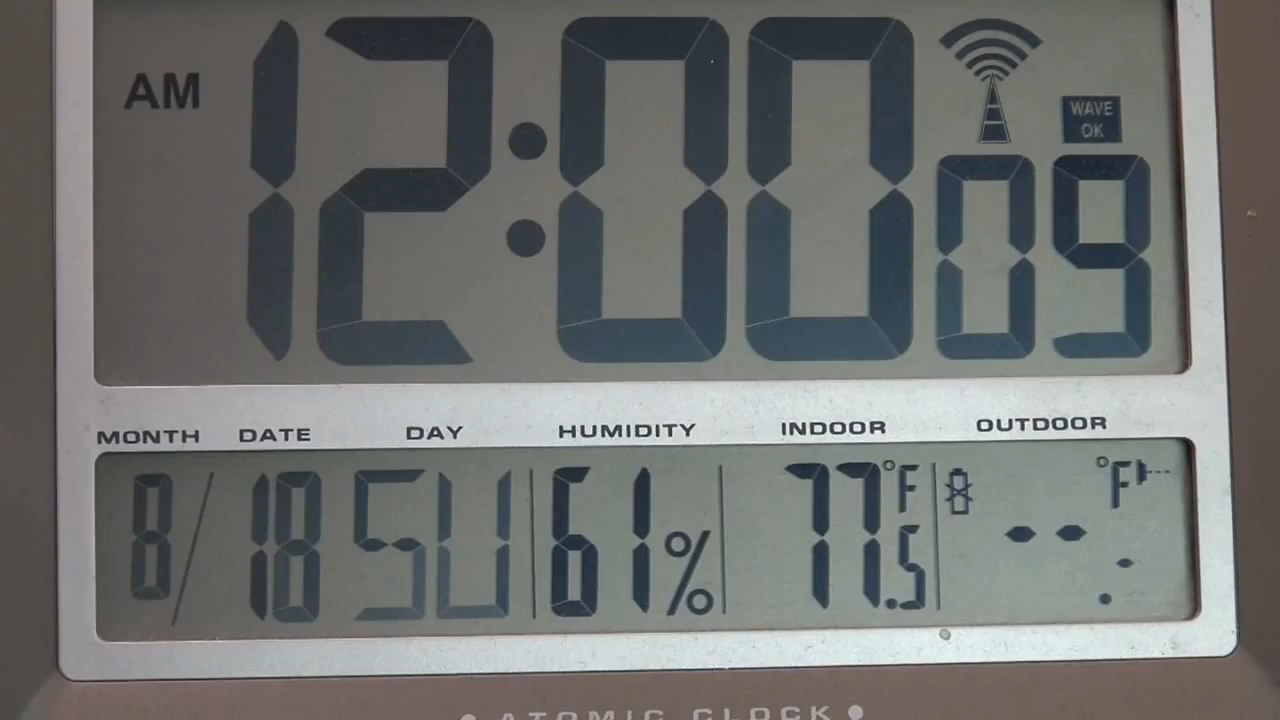 AM 12:00 09
WAVE
OK
MONTH DATE DAY HUMIDITY INDOOR OUTDOOR
8/18 SU 61% 77.5°F --.-°F
ATOMIC CLOCK